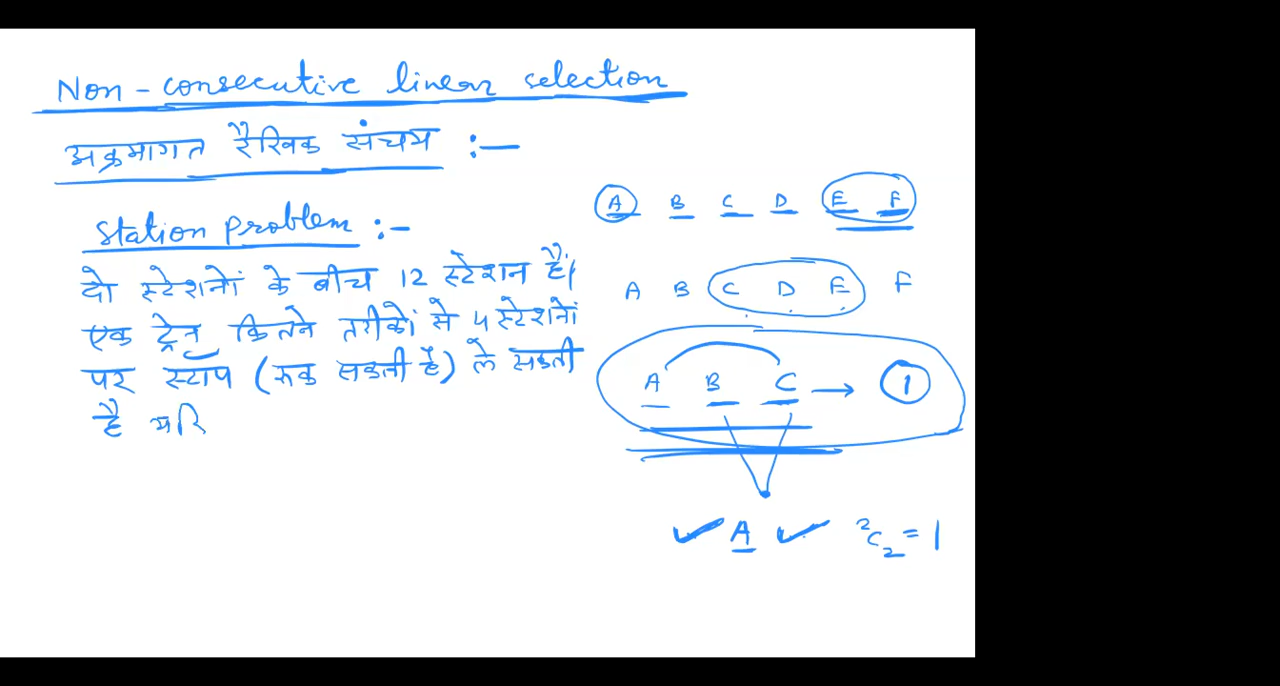 Non-consecutive linear selection
अक्रमागत रैखिक संचय :—
Station Problem :-
दो स्टेशनों के बीच 12 स्टेशन हैं।
एक ट्रेन कितने तरीकों से 4 स्टेशनों
पर स्टॉप (रुक सकती है) ले सकती
है यदि
A B C D E F
A B C D E F
A B C → 1
✓ A ✓ ²C₂ = 1